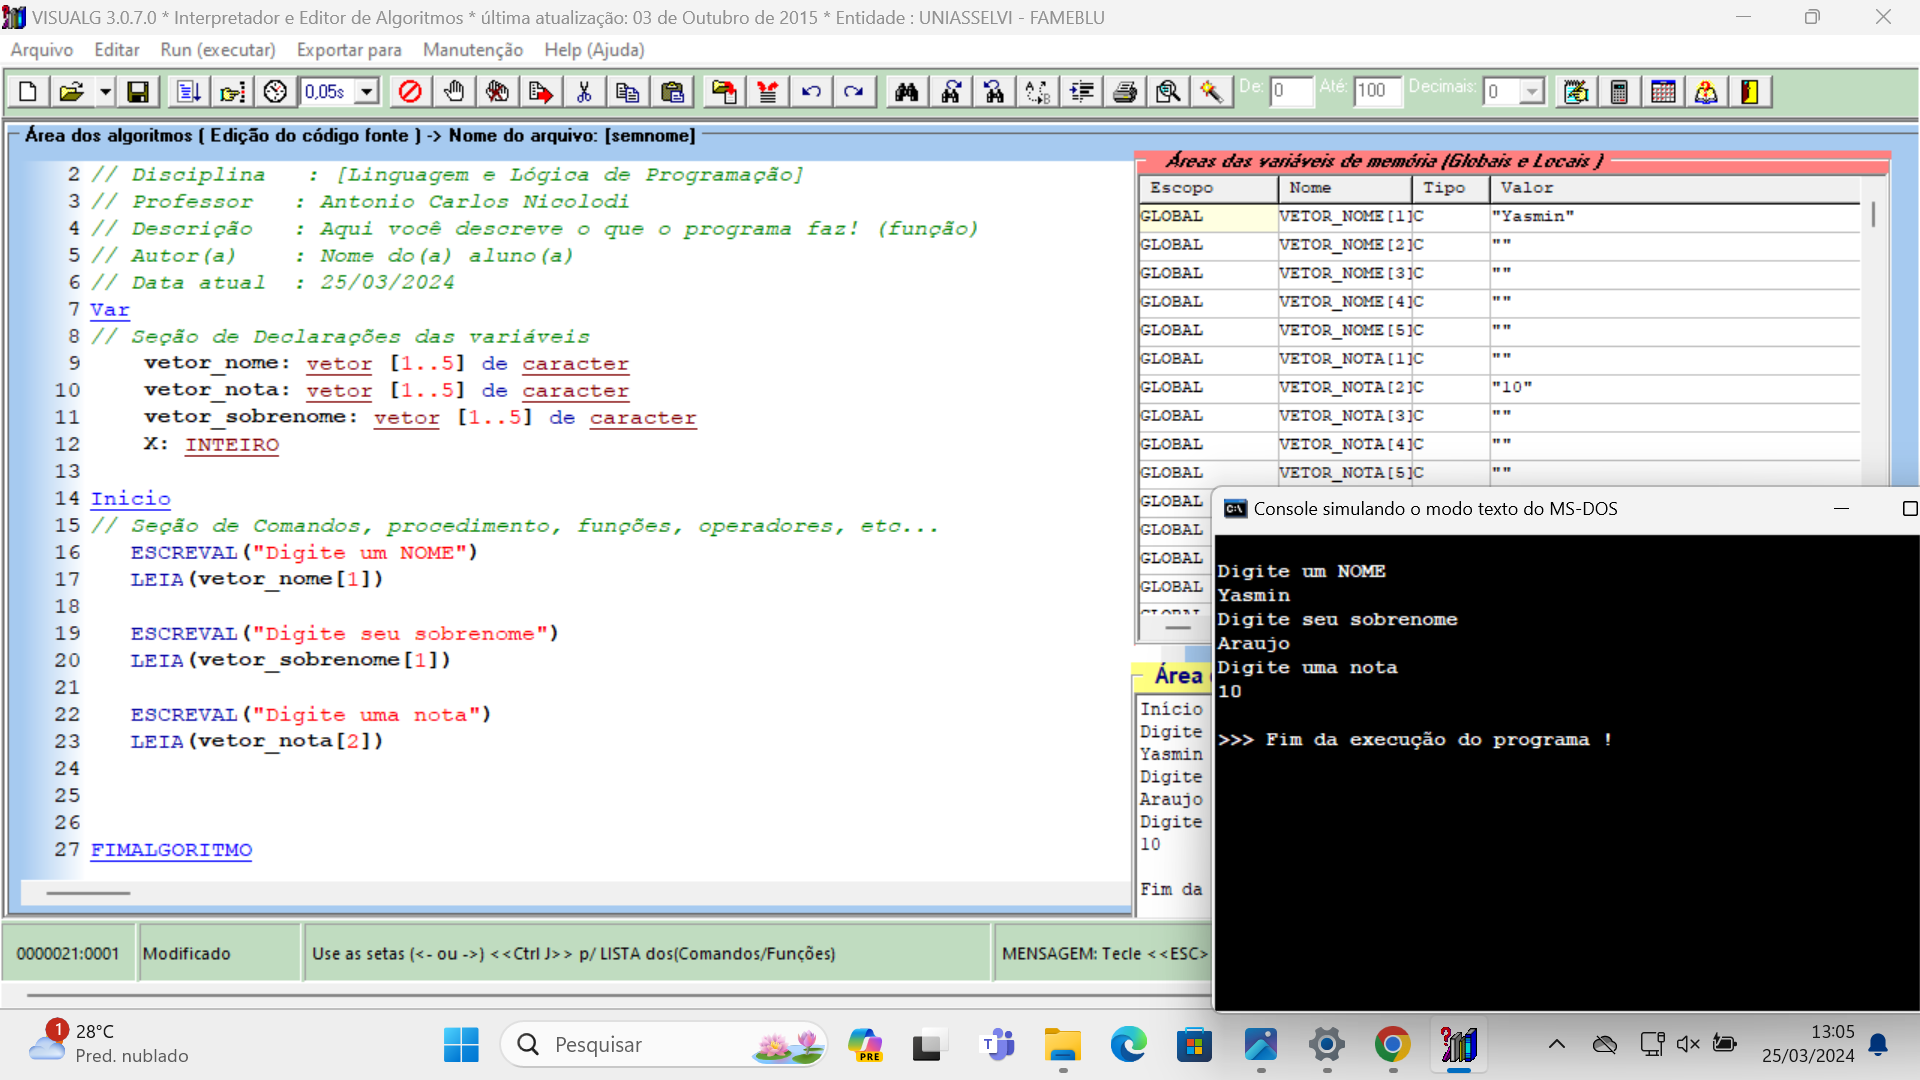 VISUALG 3.0.7.0 * Interpretador e Editor de Algoritmos * última atualização: 03 de Outubro de 2015 * Entidade : UNIASSELVI - FAMEBLU
Arquivo Editar Run (executar) Exportar para Manutenção Help (Ajuda)
0,05s De: 0 Até: 100 Decimais: 0
Área dos algoritmos ( Edição do código fonte ) -> Nome do arquivo: [semnome]
2 // Disciplina : [Linguagem e Lógica de Programação]
3 // Professor : Antonio Carlos Nicolodi
4 // Descrição : Aqui você descreve o que o programa faz! (função)
5 // Autor(a) : Nome do(a) aluno(a)
6 // Data atual : 25/03/2024
7 Var
8 // Seção de Declarações das variáveis
9 vetor_nome: vetor [1..5] de caracter
10 vetor_nota: vetor [1..5] de caracter
11 vetor_sobrenome: vetor [1..5] de caracter
12 X: INTEIRO
13
14 Inicio
15 // Seção de Comandos, procedimento, funções, operadores, etc...
16 ESCREVAL("Digite um NOME")
17 LEIA(vetor_nome[1])
18
19 ESCREVAL("Digite seu sobrenome")
20 LEIA(vetor_sobrenome[1])
21
22 ESCREVAL("Digite uma nota")
23 LEIA(vetor_nota[2])
24
25
26
27 FIMALGORITMO
Áreas das variáveis de memória (Globais e Locais )
Escopo Nome Tipo Valor
GLOBAL VETOR_NOME[1] C "Yasmin"
GLOBAL VETOR_NOME[2] C ""
GLOBAL VETOR_NOME[3] C ""
GLOBAL VETOR_NOME[4] C ""
GLOBAL VETOR_NOME[5] C ""
GLOBAL VETOR_NOTA[1] C ""
GLOBAL VETOR_NOTA[2] C "10"
GLOBAL VETOR_NOTA[3] C ""
GLOBAL VETOR_NOTA[4] C ""
GLOBAL VETOR_NOTA[5] C ""
GLOBAL
GLOBAL
GLOBAL
GLOBAL
GLOBAL
Área
Início
Digite
Yasmin
Digite
Araujo
Digite
10
Fim da
Console simulando o modo texto do MS-DOS
Digite um NOME
Yasmin
Digite seu sobrenome
Araujo
Digite uma nota
10
>>> Fim da execução do programa !
0000021:0001 Modificado Use as setas (<- ou ->) <<Ctrl J>> p/ LISTA dos(Comandos/Funções) MENSAGEM: Tecle <<ESC>
1 28°C
Pred. nublado
Pesquisar
PRE
13:05
25/03/2024